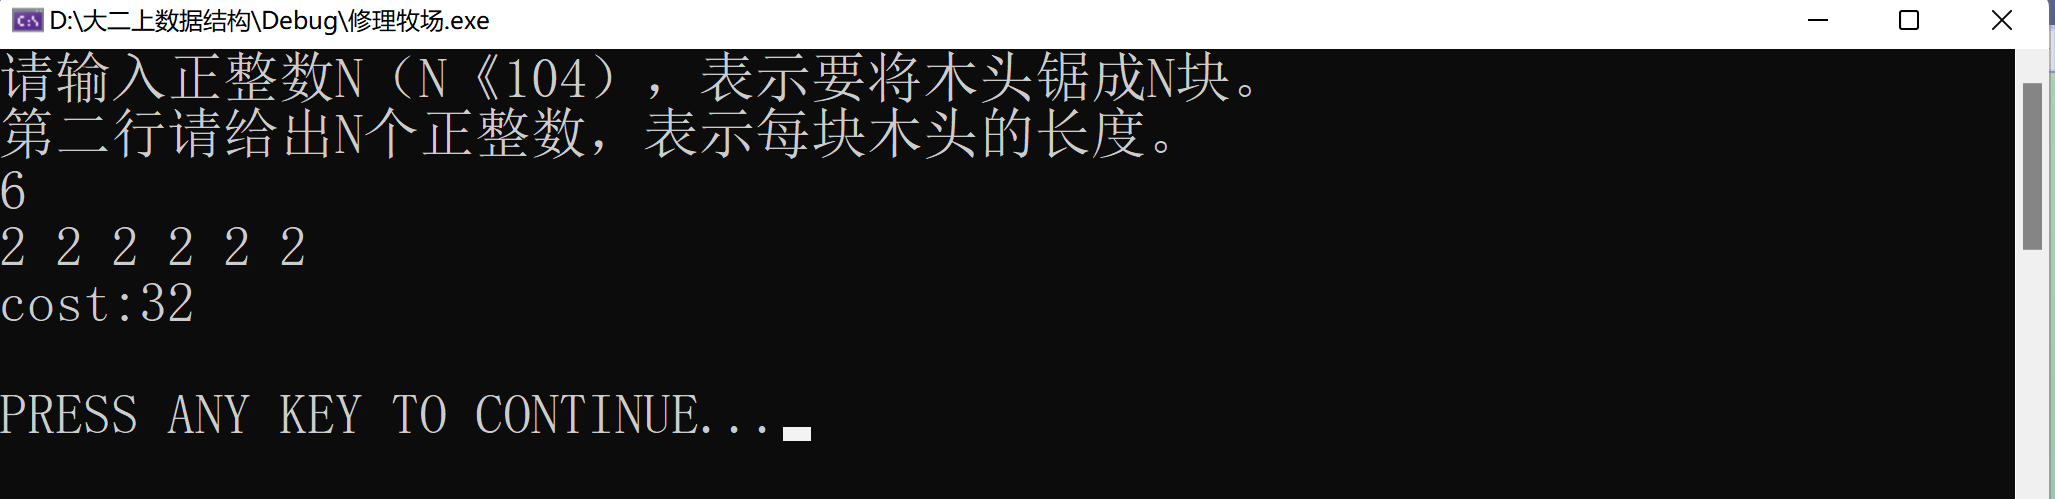 D:\大二上数据结构\Debug\修理牧场.exe
请输入正整数N（N《104），表示要将木头锯成N块。
第二行请给出N个正整数，表示每块木头的长度。
6
2 2 2 2 2 2
cost:32
PRESS ANY KEY TO CONTINUE...